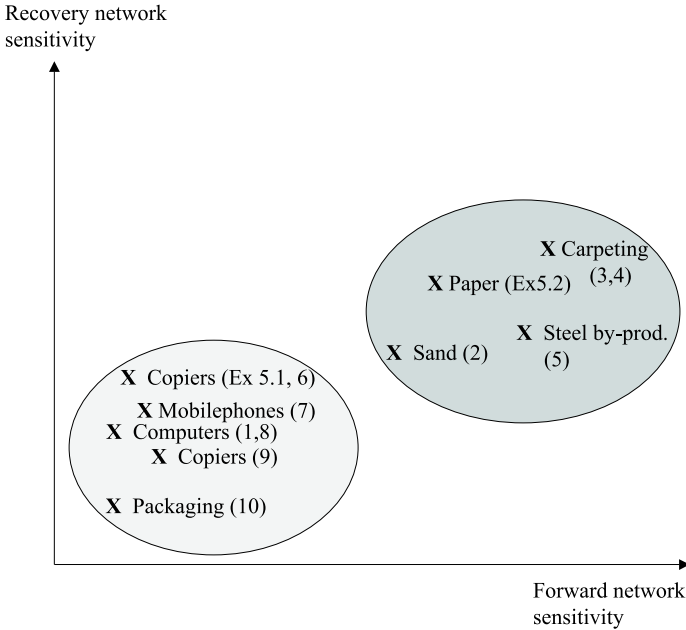 Recovery network
sensitivity
X Carpeting
(3,4)
X Paper (Ex5.2)
X Steel by-prod.
(5)
X Sand (2)
X Copiers (Ex 5.1, 6)
X Mobilephones (7)
X Computers (1,8)
X Copiers (9)
X Packaging (10)
Forward network
sensitivity